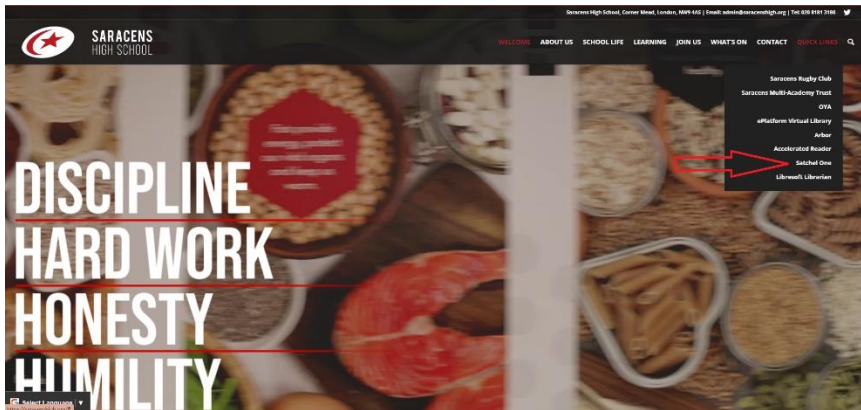 Saracens High School, Corner Mead, London, NW9 4AS | Email: admin@saracenshigh.org | Tel: 020 8181 3186
SARACENS
HIGH SCHOOL
WELCOME ABOUT US SCHOOL LIFE LEARNING JOIN US WHAT'S ON CONTACT QUICK LINKS
Saracens Rugby Club
Saracens Multi-Academy Trust
OYA
ePlatform Virtual Library
Arbor
Accelerated Reader
Satchel One
Libresoft Librarian
DISCIPLINE
HARD WORK
HONESTY
HUMILITY
Select Language ▼